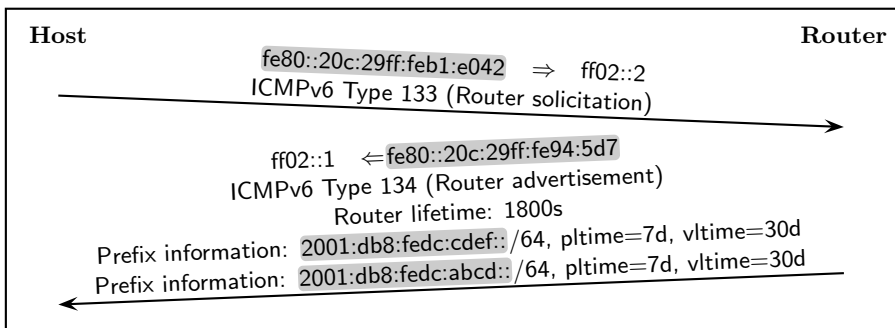 Host
Router
fe80::20c:29ff:feb1:e042 ⇒ ff02::2
ICMPv6 Type 133 (Router solicitation)
ff02::1 ⇐fe80::20c:29ff:fe94:5d7
ICMPv6 Type 134 (Router advertisement)
Router lifetime: 1800s
Prefix information: 2001:db8:fedc:cdef::/64, pltime=7d, vltime=30d
Prefix information: 2001:db8:fedc:abcd::/64, pltime=7d, vltime=30d